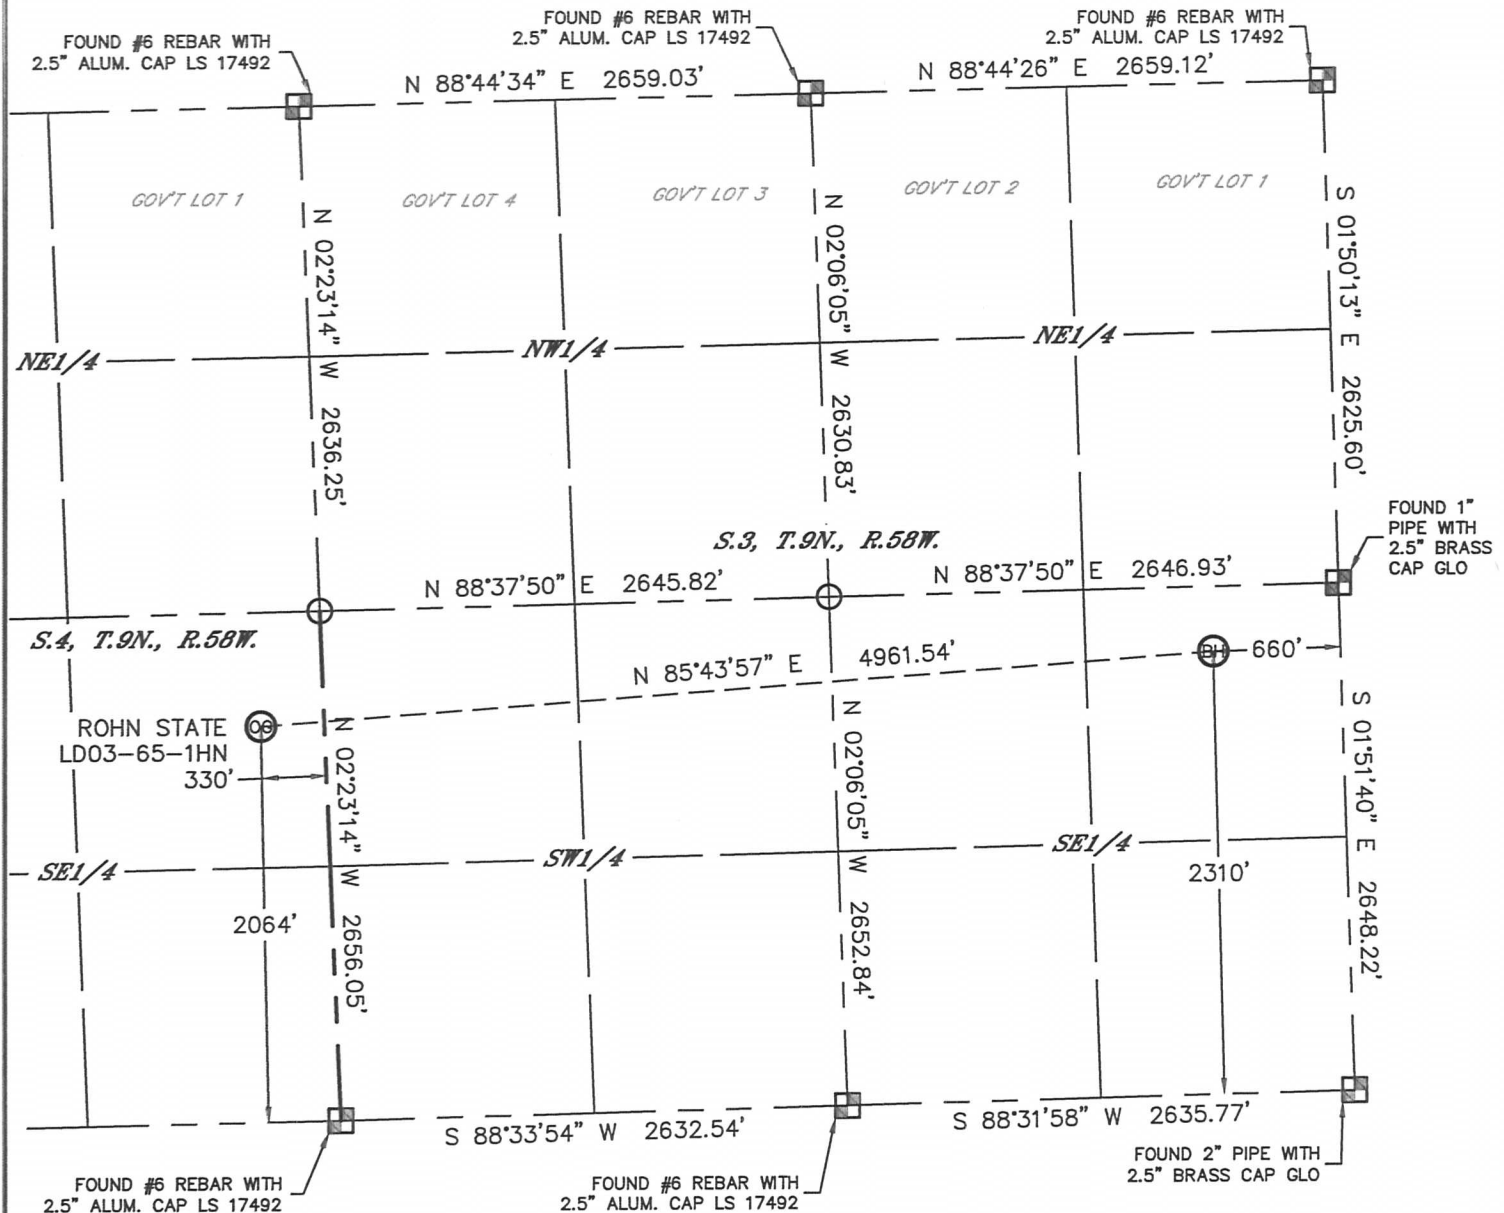 FOUND #6 REBAR WITH
2.5" ALUM. CAP LS 17492
FOUND #6 REBAR WITH
2.5" ALUM. CAP LS 17492
FOUND #6 REBAR WITH
2.5" ALUM. CAP LS 17492
N 88°44'34" E 2659.03'
N 88°44'26" E 2659.12'
GOV'T LOT 1
GOV'T LOT 4
GOV'T LOT 3
GOV'T LOT 2
GOV'T LOT 1
N 02°23'14" W 2636.25'
N 02°06'05" W 2630.83'
S 01°50'13" E 2625.60'
NE1/4
NW1/4
NE1/4
FOUND 1"
PIPE WITH
2.5" BRASS
CAP GLO
S.3, T.9N., R.58W.
N 88°37'50" E 2645.82'
N 88°37'50" E 2646.93'
S.4, T.9N., R.58W.
N 85°43'57" E 4961.54'
BH
660'
ROHN STATE
LD03-65-1HN
OG
330'
N 02°23'14" W 2656.05'
N 02°06'05" W 2652.84'
S 01°51'40" E 2648.22'
SE1/4
SW1/4
SE1/4
2064'
2310'
S 88°33'54" W 2632.54'
S 88°31'58" W 2635.77'
FOUND #6 REBAR WITH
2.5" ALUM. CAP LS 17492
FOUND #6 REBAR WITH
2.5" ALUM. CAP LS 17492
FOUND 2" PIPE WITH
2.5" BRASS CAP GLO